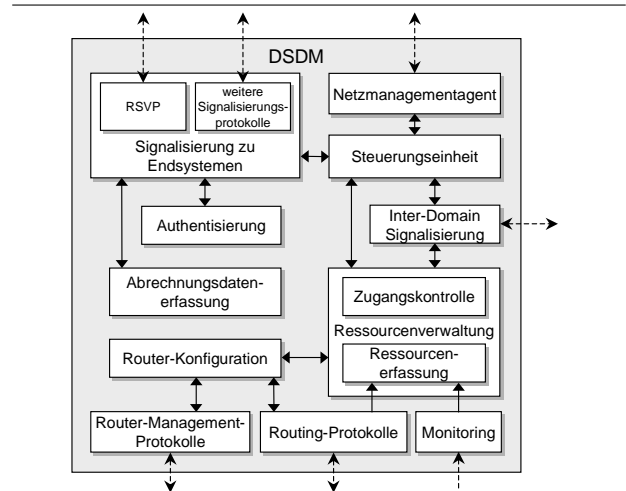 DSDM
RSVP
weitere
Signalisierungs-
protokolle
Signalisierung zu
Endsystemen
Netzmanagementagent
Steuerungseinheit
Authentisierung
Inter-Domain
Signalisierung
Abrechnungsdaten-
erfassung
Zugangskontrolle
Ressourcenverwaltung
Router-Konfiguration
Ressourcen-
erfassung
Router-Management-
Protokolle
Routing-Protokolle
Monitoring